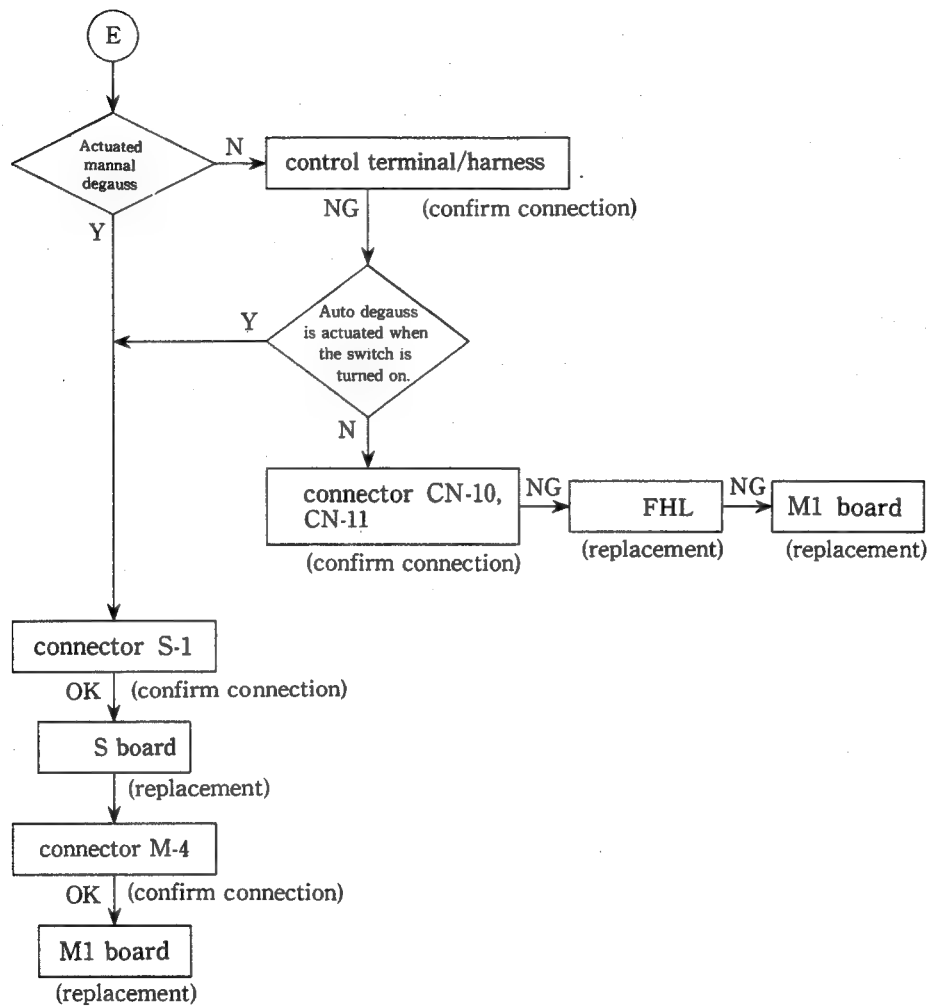 E
Actuated
mannal
degauss
N
control terminal/harness
NG
(confirm connection)
Y
Auto degauss
is actuated when
the switch is
turned on.
Y
N
connector CN-10,
CN-11
(confirm connection)
NG
FHL
(replacement)
NG
M1 board
(replacement)
connector S-1
OK
(confirm connection)
S board
(replacement)
connector M-4
OK
(confirm connection)
M1 board
(replacement)